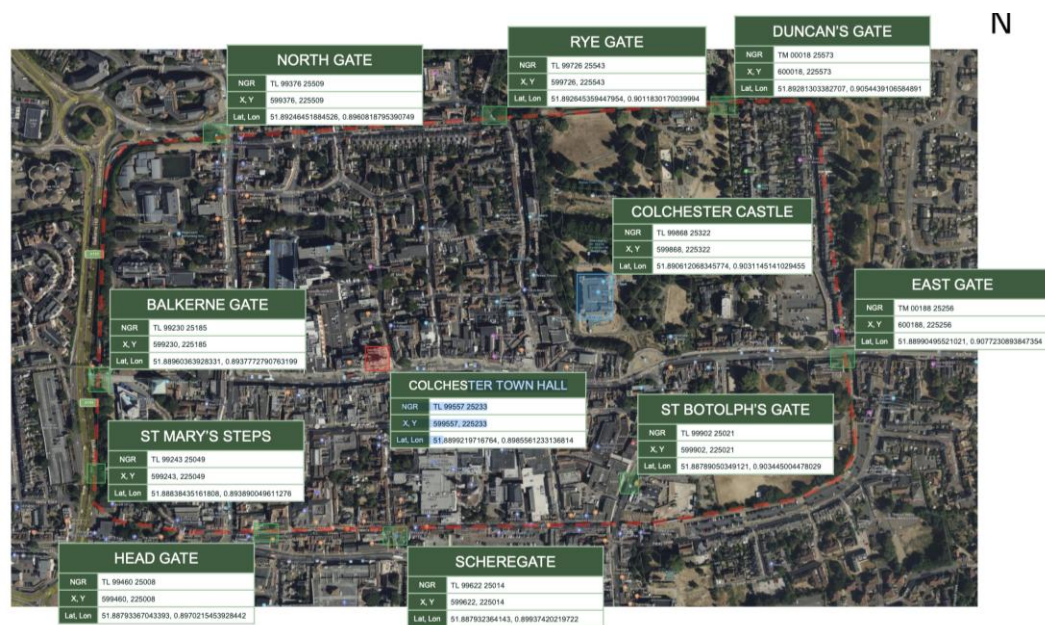 N
DUNCAN'S GATE
NGR TM 00018 25573
X, Y 600018, 225573
Lat, Lon 51.89281303382707, 0.9054439106584891
RYE GATE
NGR TL 99726 25543
X, Y 599726, 225543
Lat, Lon 51.892645359447954, 0.9011830170039994
NORTH GATE
NGR TL 99376 25509
X, Y 599376, 225509
Lat, Lon 51.89246451884526, 0.8960818795390749
COLCHESTER CASTLE
NGR TL 99868 25322
X, Y 599868, 225322
Lat, Lon 51.890612068345774, 0.9031145141029455
EAST GATE
NGR TM 00188 25256
X, Y 600188, 225256
Lat, Lon 51.88990495521021, 0.9077230893847354
BALKERNE GATE
NGR TL 99230 25185
X, Y 599230, 225185
Lat, Lon 51.88960363928331, 0.8937772790763199
COLCHESTER TOWN HALL
NGR TL 99557 25233
X, Y 599557, 225233
Lat, Lon 51.8899219716764, 0.8985561233136814
ST BOTOLPH'S GATE
NGR TL 99902 25021
X, Y 599902, 225021
Lat, Lon 51.88789050349121, 0.903445004478029
ST MARY'S STEPS
NGR TL 99243 25049
X, Y 599243, 225049
Lat, Lon 51.88838435161808, 0.893890049611276
HEAD GATE
NGR TL 99460 25008
X, Y 599460, 225008
Lat, Lon 51.88793367043393, 0.8970215453928442
SCHEREGATE
NGR TL 99622 25014
X, Y 599622, 225014
Lat, Lon 51.887932364143, 0.89937420219722